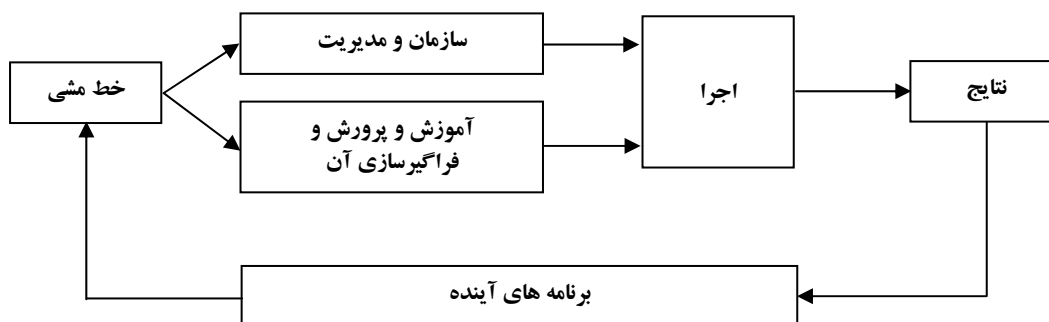 سازمان و مدیریت
خط مشی
آموزش و پرورش و
فراگیرسازی آن
اجرا
نتایج
برنامه های آینده